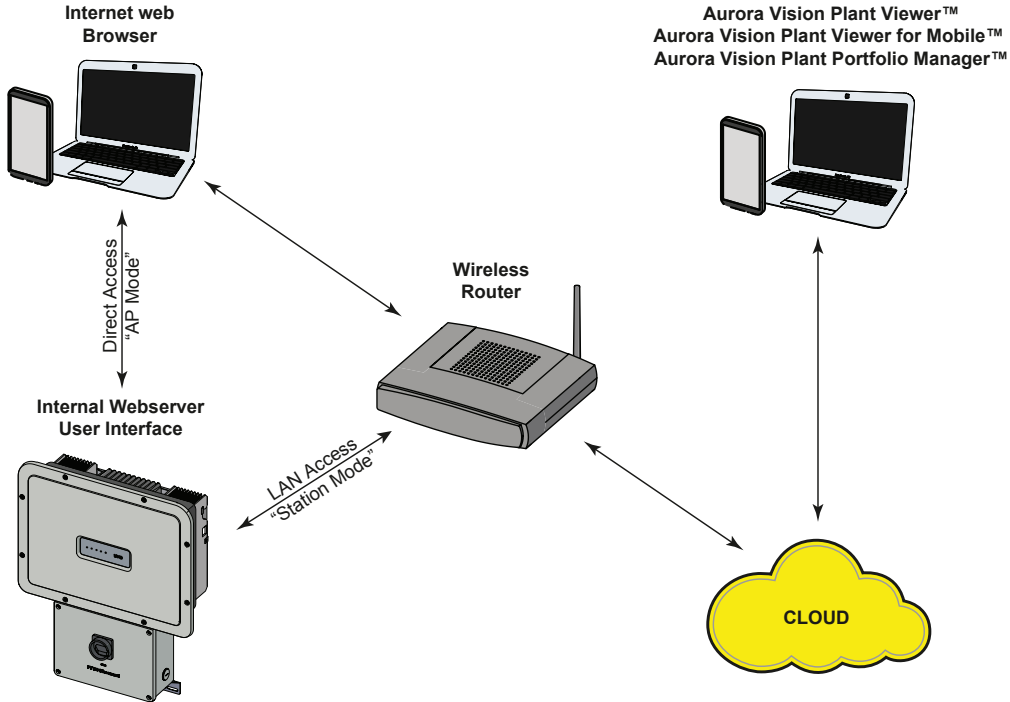 Internet web
Browser
Aurora Vision Plant Viewer™
Aurora Vision Plant Viewer for Mobile™
Aurora Vision Plant Portfolio Manager™
Direct Access
“AP Mode”
Wireless
Router
Internal Webserver
User Interface
LAN Access
“Station Mode”
CLOUD